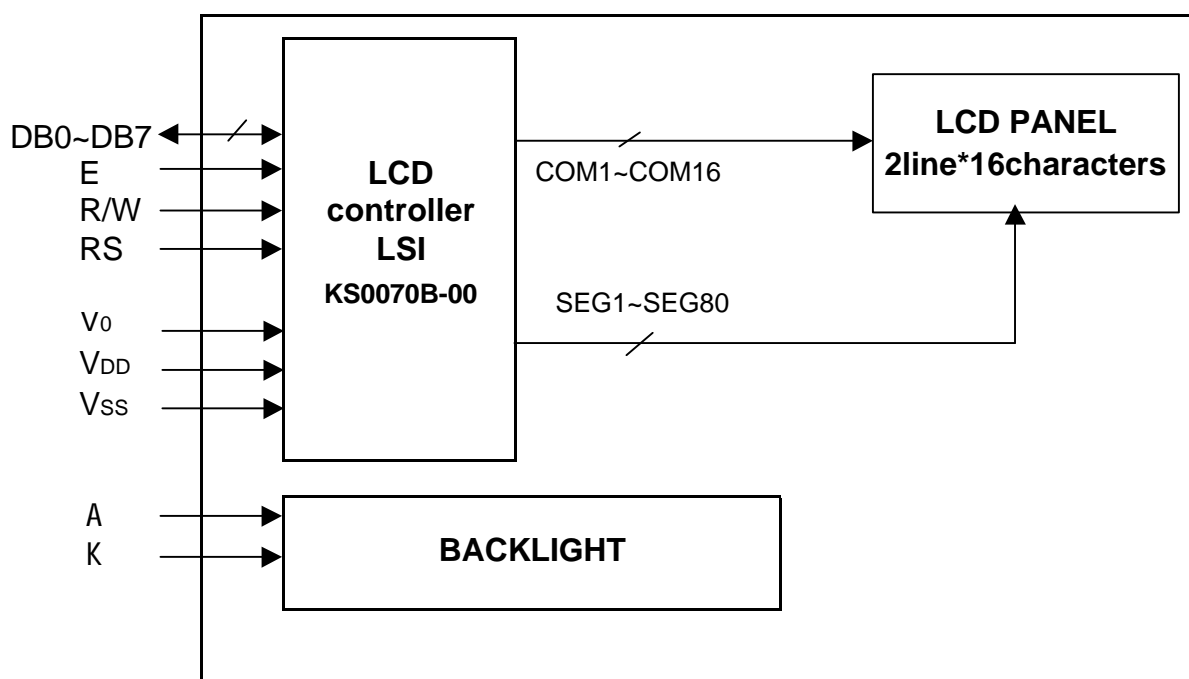 DB0~DB7
E
R/W
RS
V0
VDD
VSS
A
K
LCD
controller
LSI
KS0070B-00
COM1~COM16
SEG1~SEG80
LCD PANEL
2line*16characters
BACKLIGHT